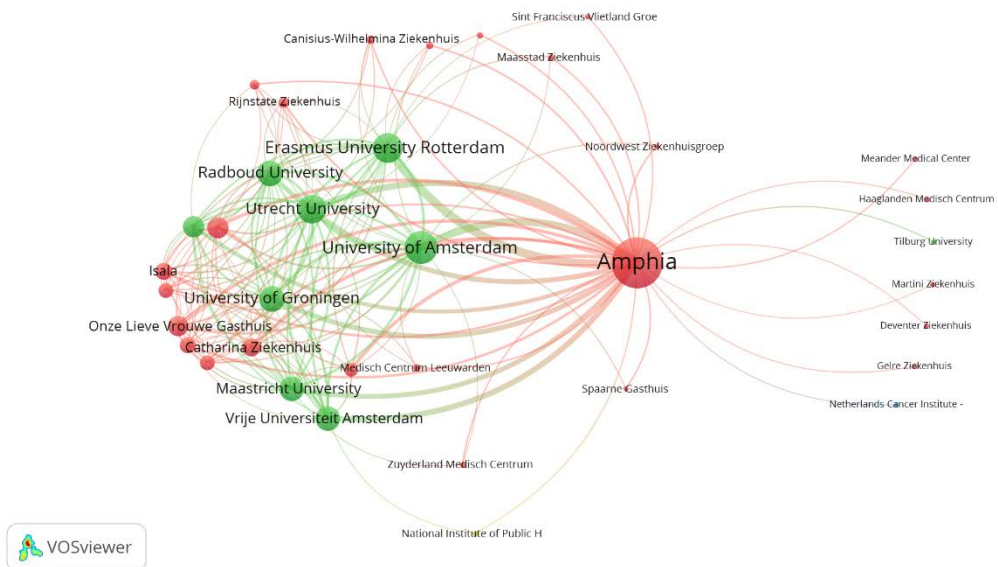 Sint Franciscus Vlietland Groe
Canisius-Wilhelmina Ziekenhuis
Maasstad Ziekenhuis
Rijnstate Ziekenhuis
Erasmus University Rotterdam
Noordwest Ziekenhuisgroep
Meander Medical Center
Radboud University
Haaglanden Medisch Centrum
Utrecht University
Tilburg University
University of Amsterdam
Amphia
Isala
Martini Ziekenhuis
University of Groningen
Onze Lieve Vrouwe Gasthuis
Deventer Ziekenhuis
Catharina Ziekenhuis
Gelre Ziekenhuis
Medisch Centrum Leeuwarden
Maastricht University
Spaarne Gasthuis
Netherlands Cancer Institute -
Vrije Universiteit Amsterdam
Zuyderland Medisch Centrum
National Institute of Public H
VOSviewer